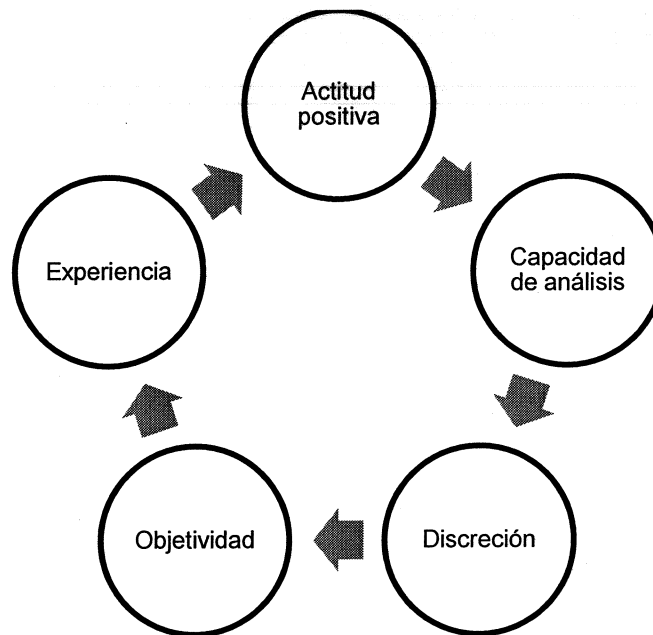 Actitud
positiva
Capacidad
de análisis
Discreción
Objetividad
Experiencia